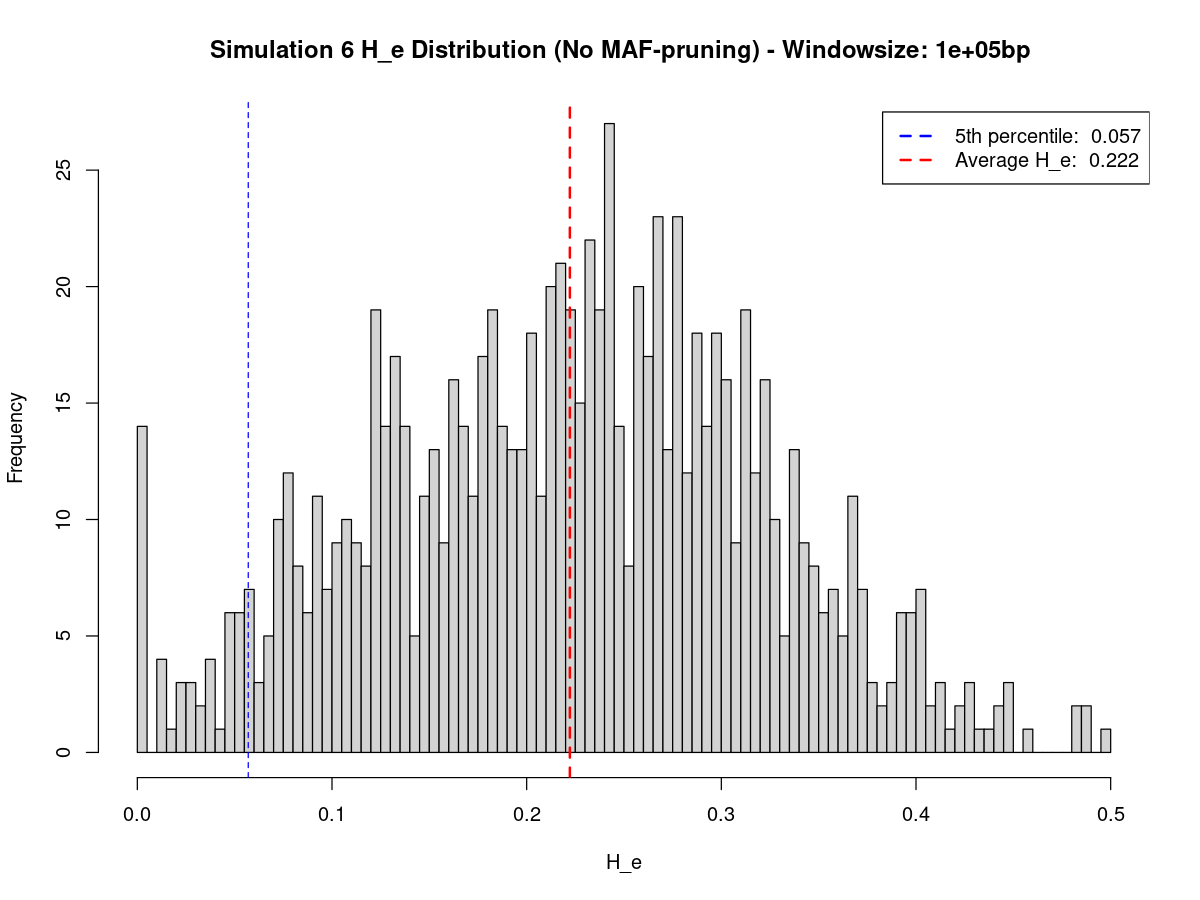 Simulation 6 H_e Distribution (No MAF-pruning) - Windowsize: 1e+05bp
5th percentile: 0.057
Average H_e: 0.222
Frequency
25
20
15
10
5
0
0.0 0.1 0.2 0.3 0.4 0.5
H_e